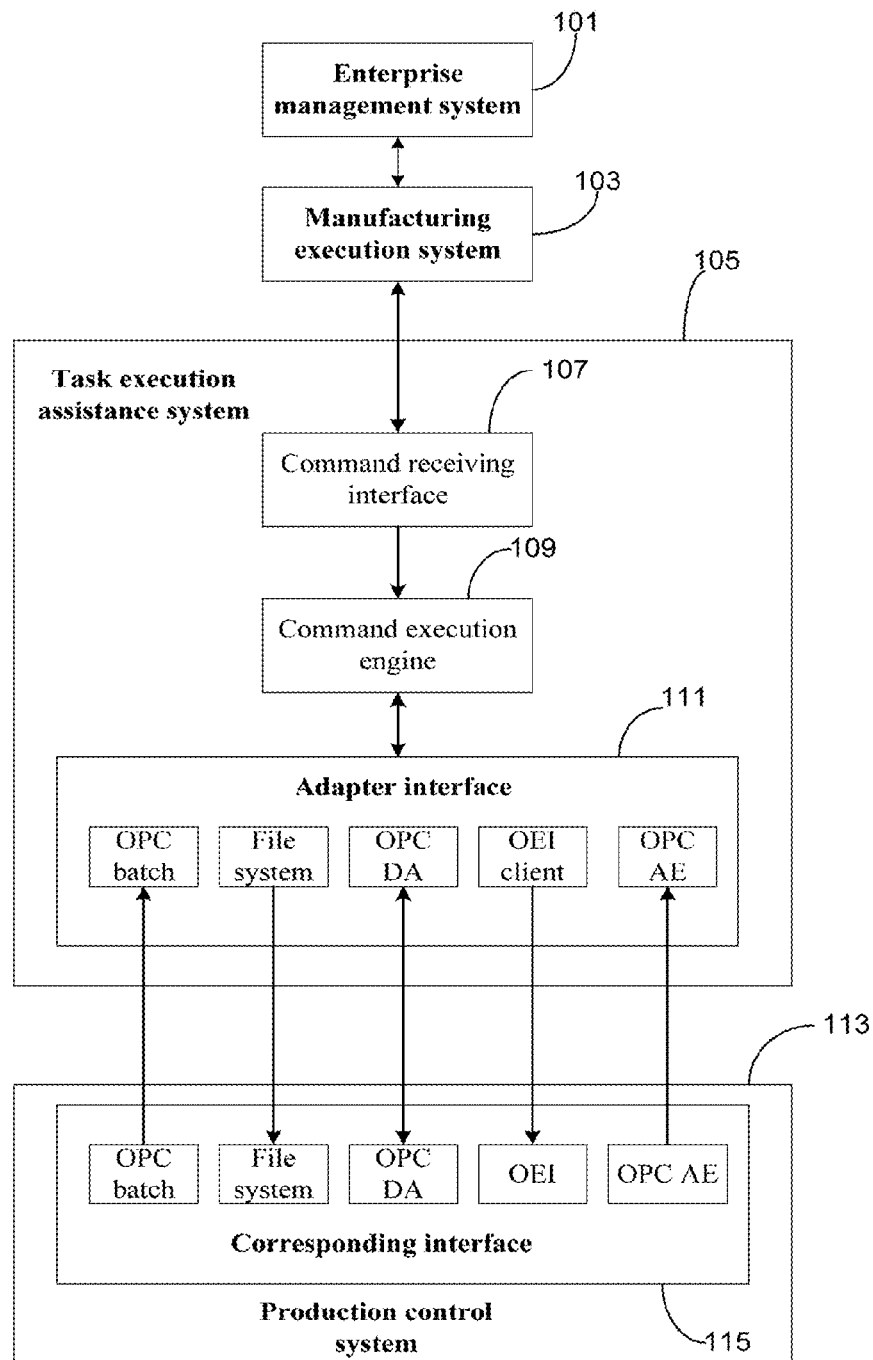 101
Enterprise
management system
103
Manufacturing
execution system
105
Task execution
assistance system
107
Command receiving
interface
109
Command execution
engine
111
Adapter interface
OPC
batch
File
system
OPC
DA
OEI
client
OPC
AE
113
OPC
batch
File
system
OPC
DA
OEI
OPC AE
Corresponding interface
115
Production control
system